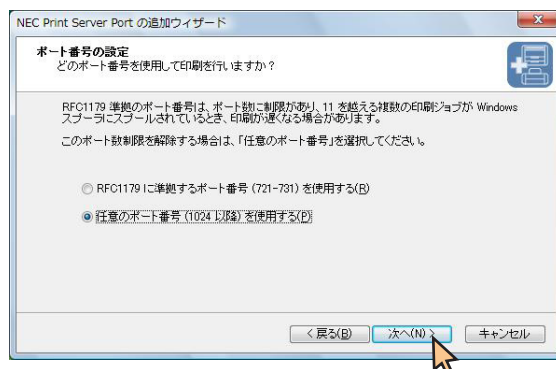 NEC Print Server Port の追加ウィザード
ポート番号の設定
どのポート番号を使用して印刷を行いますか?
RFC1179 準拠のポート番号は、ポート数に制限があり、11 を越える複数の印刷ジョブが Windows
スプーラにスプールされているとき、印刷が遅くなる場合があります。
このポート数制限を解除する場合は、「任意のポート番号」を選択してください。
RFC1179 に準拠するポート番号 (721-731) を使用する(R)
任意のポート番号 (1024 以降) を使用する(P)
< 戻る(B)
次へ(N) >
キャンセル